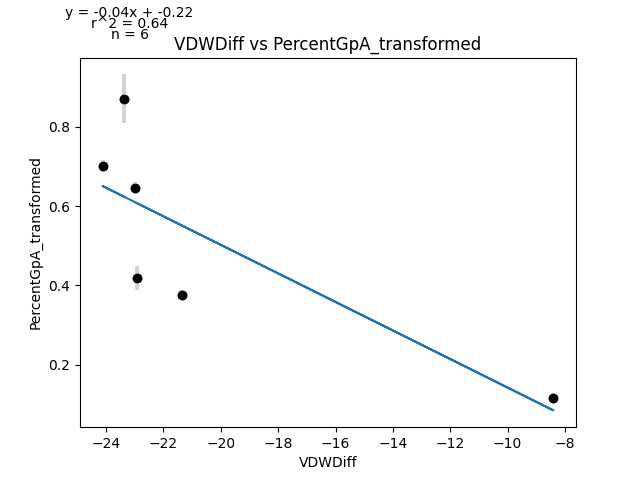 y = -0.04x + -0.22
r^2 = 0.64
n = 6
VDWDiff vs PercentGpA_transformed
PercentGpA_transformed
0.8
0.6
0.4
0.2
−24 −22 −20 −18 −16 −14 −12 −10 −8
VDWDiff